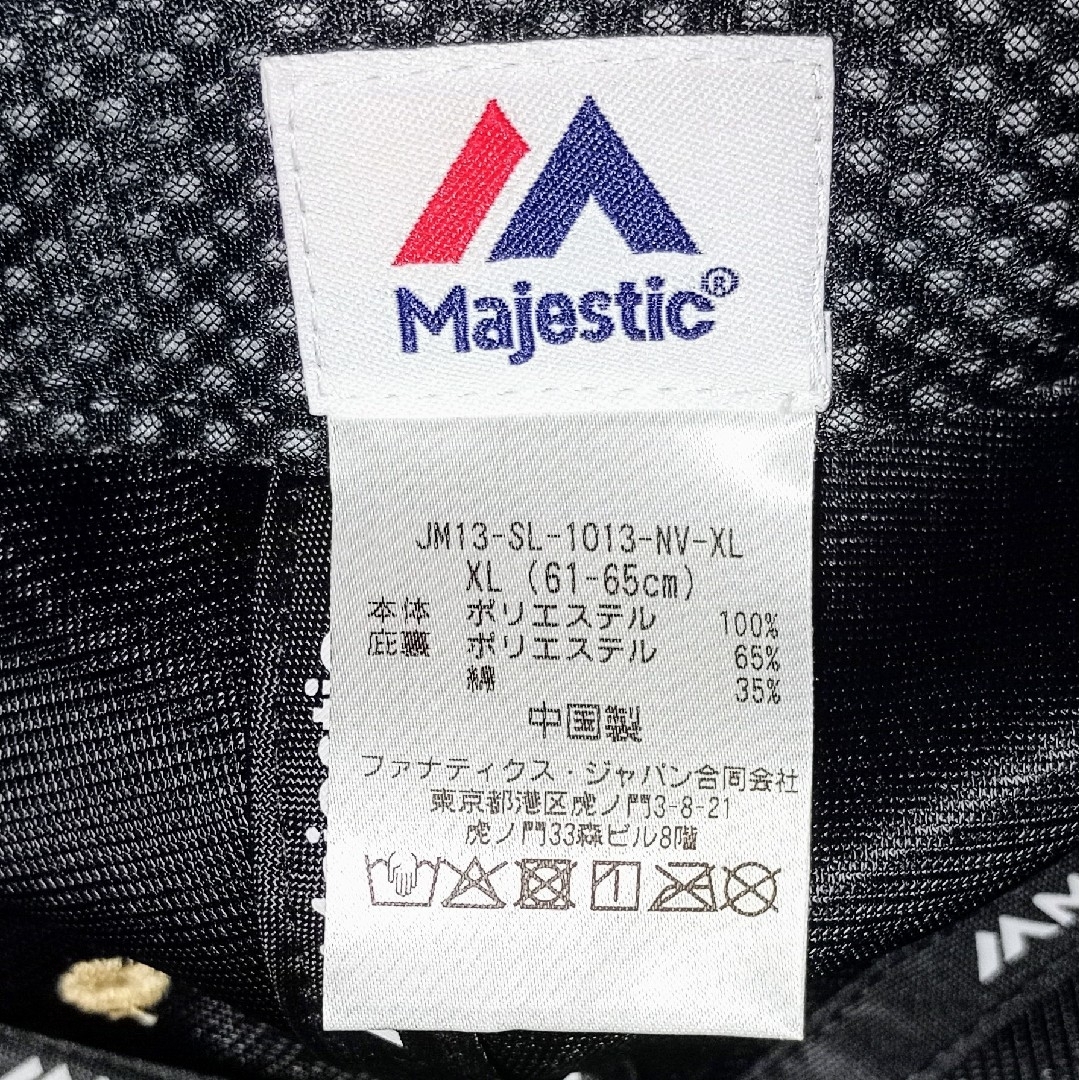 Majestic®
JM13-SL-1013-NV-XL
XL (61-65cm)
本体 ポリエステル 100%
庇裏 ポリエステル 65%
綿 35%
中国製
ファナティクス・ジャパン合同会社
東京都港区虎ノ門3-8-21
虎ノ門33森ビル8階